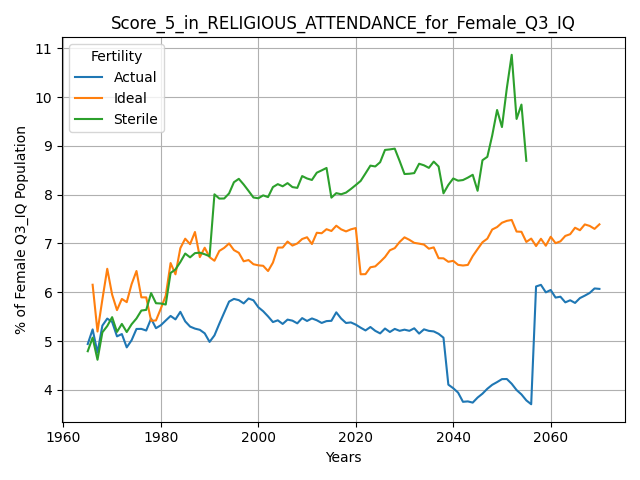 Score_5_in_RELIGIOUS_ATTENDANCE_for_Female_Q3_IQ
Fertility
Actual
Ideal
Sterile
% of Female Q3_IQ Population
11
10
9
8
7
6
5
4
1960
1980
2000
2020
2040
2060
Years